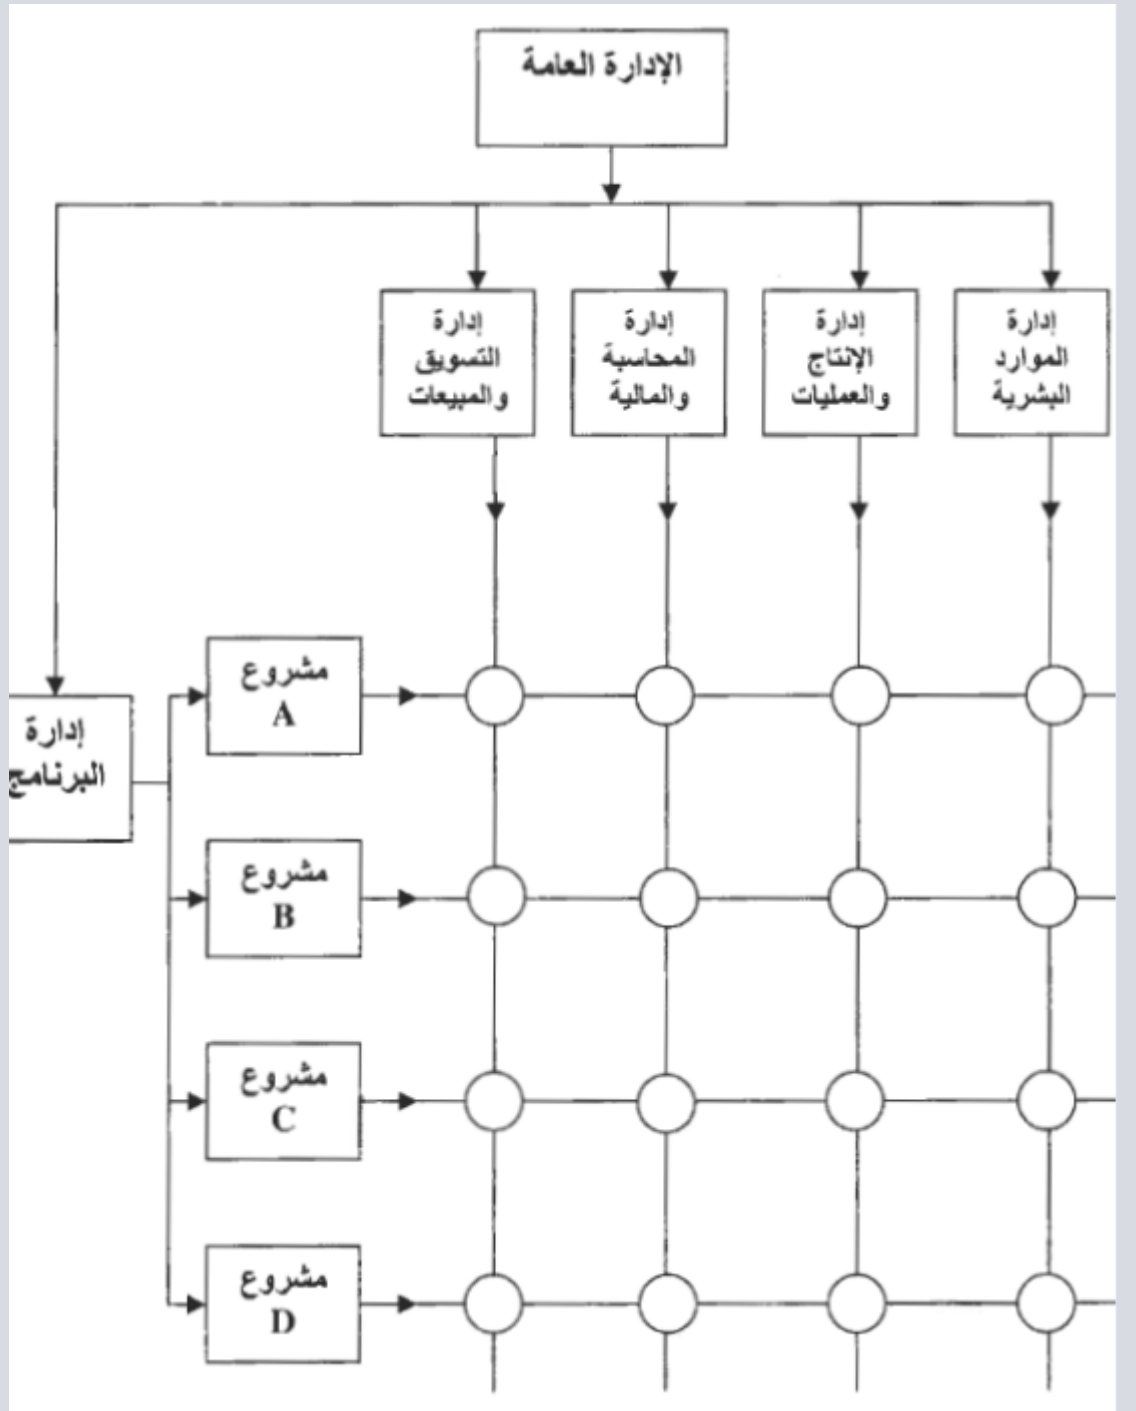 الإدارة العامة
إدارة
الموارد
البشرية
إدارة
الإنتاج
والعمليات
إدارة
المحاسبة
والمالية
إدارة
التسويق
والمبيعات
مشروع
A
إدارة
البرنامج
مشروع
B
مشروع
C
مشروع
D